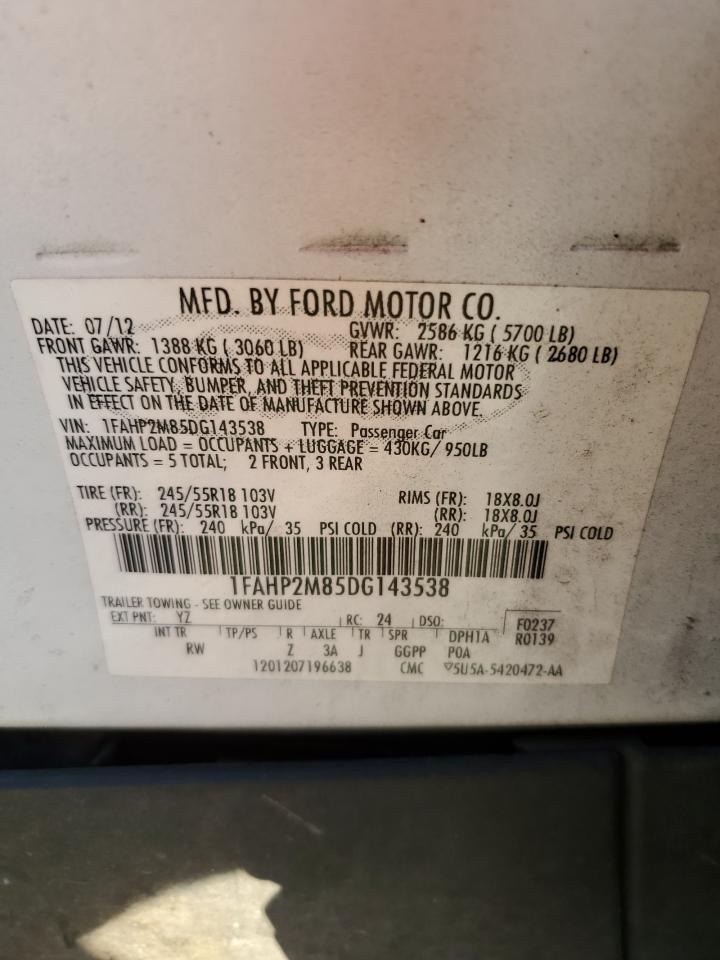 MFD. BY FORD MOTOR CO.
DATE: 07/12 GVWR: 2586 KG ( 5700 LB)
FRONT GAWR: 1388 KG ( 3060 LB) REAR GAWR: 1216 KG ( 2680 LB)
THIS VEHICLE CONFORMS TO ALL APPLICABLE FEDERAL MOTOR
VEHICLE SAFETY, BUMPER, AND THEFT PREVENTION STANDARDS
IN EFFECT ON THE DATE OF MANUFACTURE SHOWN ABOVE.
VIN: 1FAHP2M85DG143538 TYPE: Passenger Car
MAXIMUM LOAD = OCCUPANTS + LUGGAGE = 430KG/ 950LB
OCCUPANTS = 5 TOTAL; 2 FRONT, 3 REAR
TIRE (FR): 245/55R18 103V RIMS (FR): 18X8.0J
(RR): 245/55R18 103V (RR): 18X8.0J
PRESSURE (FR): 240 kPa/ 35 PSI COLD (RR): 240 kPa/ 35 PSI COLD
1FAHP2M85DG143538
TRAILER TOWING - SEE OWNER GUIDE
EXT PNT: YZ RC: 24 DSO: F0237
INT TR TP/PS R AXLE TR SPR DPH1A R0139
RW Z 3A J GGPP POA
1201207196638 CMC ▽5U5A-5420472-AA